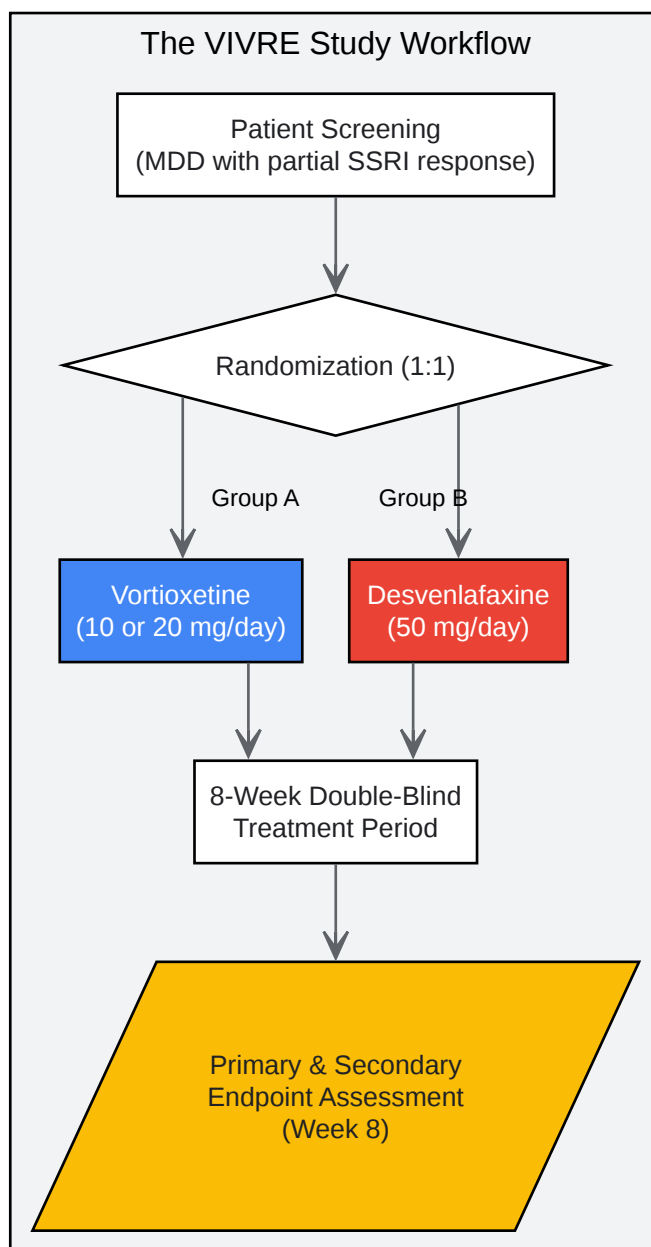 The VIVRE Study Workflow
Patient Screening
(MDD with partial SSRI response)
Randomization (1:1)
Group A
Group B
Vortioxetine
(10 or 20 mg/day)
Desvenlafaxine
(50 mg/day)
8-Week Double-Blind
Treatment Period
Primary & Secondary
Endpoint Assessment
(Week 8)